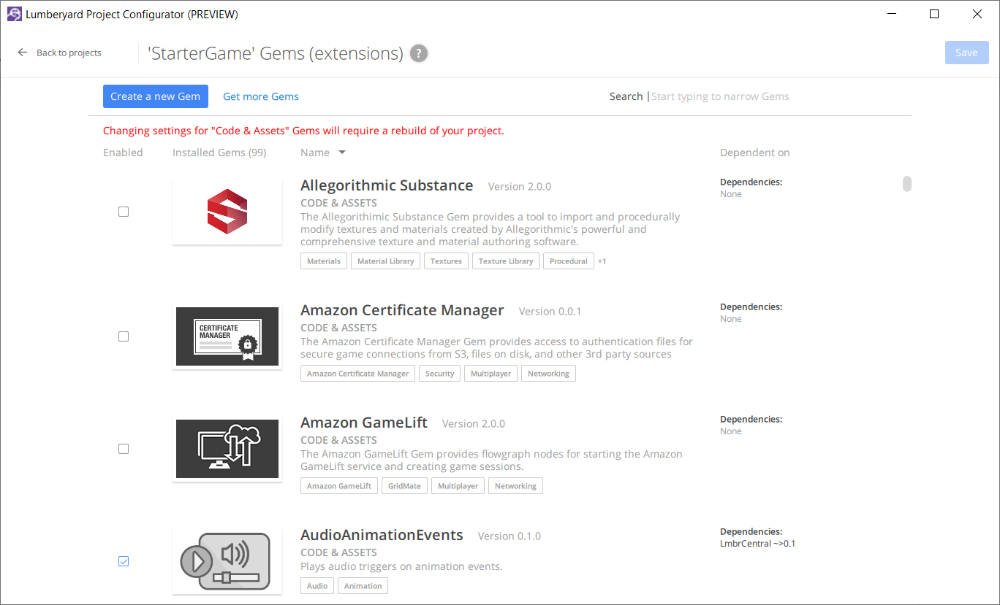 Lumberyard Project Configurator (PREVIEW)
Back to projects
'StarterGame' Gems (extensions) ?
Save
Create a new Gem
Get more Gems
Search
Start typing to narrow Gems
Changing settings for "Code & Assets" Gems will require a rebuild of your project.
Enabled
Installed Gems (99)
Name
Dependent on
Allegorithmic Substance Version 2.0.0
CODE & ASSETS
The Allegorithimic Substance Gem provides a tool to import and procedurally
modify textures and materials created by Allegorithmic's powerful and
comprehensive texture and material authoring software.
Materials Material Library Textures Texture Library Procedural +1
Dependencies:
None
CERTIFICATE
MANAGER
Amazon Certificate Manager Version 0.0.1
CODE & ASSETS
The Amazon Certificate Manager Gem provides access to authentication files for
secure game connections from S3, files on disk, and other 3rd party sources
Amazon Certificate Manager Security Multiplayer Networking
Dependencies:
None
Amazon GameLift Version 2.0.0
CODE & ASSETS
The Amazon GameLift Gem provides flowgraph nodes for starting the Amazon
GameLift service and creating game sessions.
Amazon GameLift GridMate Multiplayer Networking
Dependencies:
None
AudioAnimationEvents Version 0.1.0
CODE & ASSETS
Plays audio triggers on animation events.
Audio Animation
Dependencies:
LmbrCentral ~>0.1